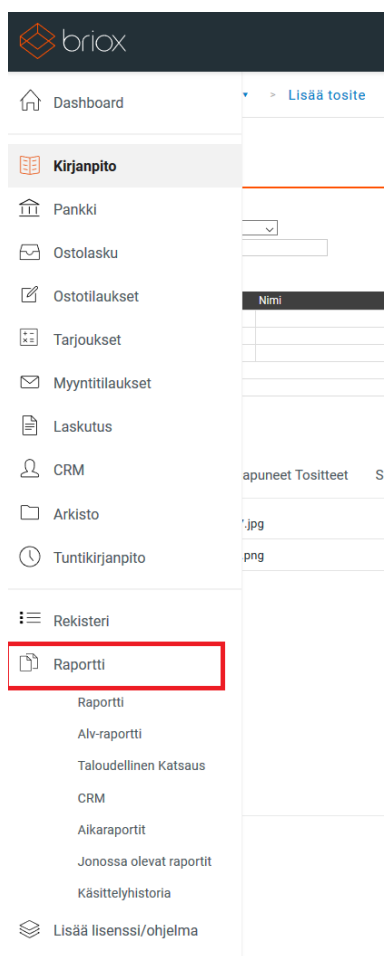 briox
Dashboard
> Lisää tosite
Kirjanpito
Pankki
Ostolasku
Ostotilaukset
Nimi
Tarjoukset
Myyntitilaukset
Laskutus
CRM
apuneet Tositteet S
Arkisto
.jpg
Tuntikirjanpito
.png
Rekisteri
Raportti
Raportti
Alv-raportti
Taloudellinen Katsaus
CRM
Aikaraportit
Jonossa olevat raportit
Käsittelyhistoria
Lisää lisenssi/ohjelma